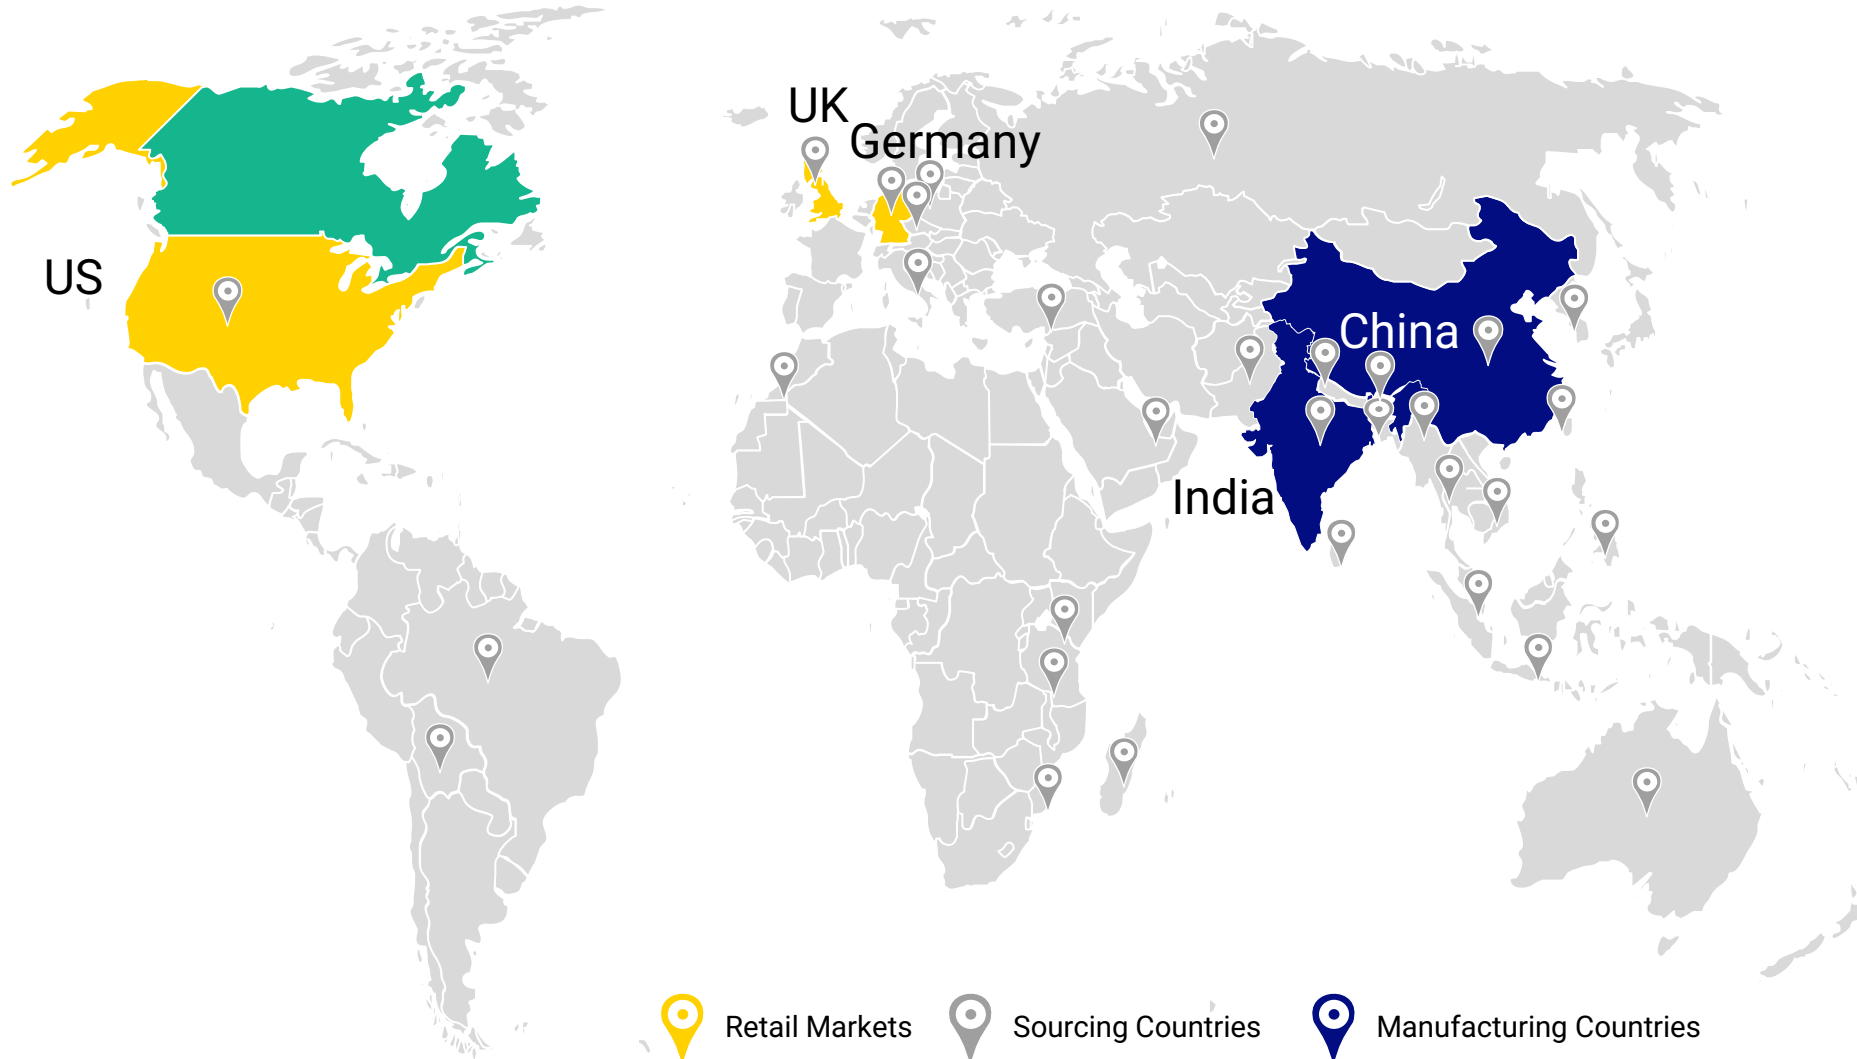 UK
Germany
US
China
India
Retail Markets
Sourcing Countries
Manufacturing Countries